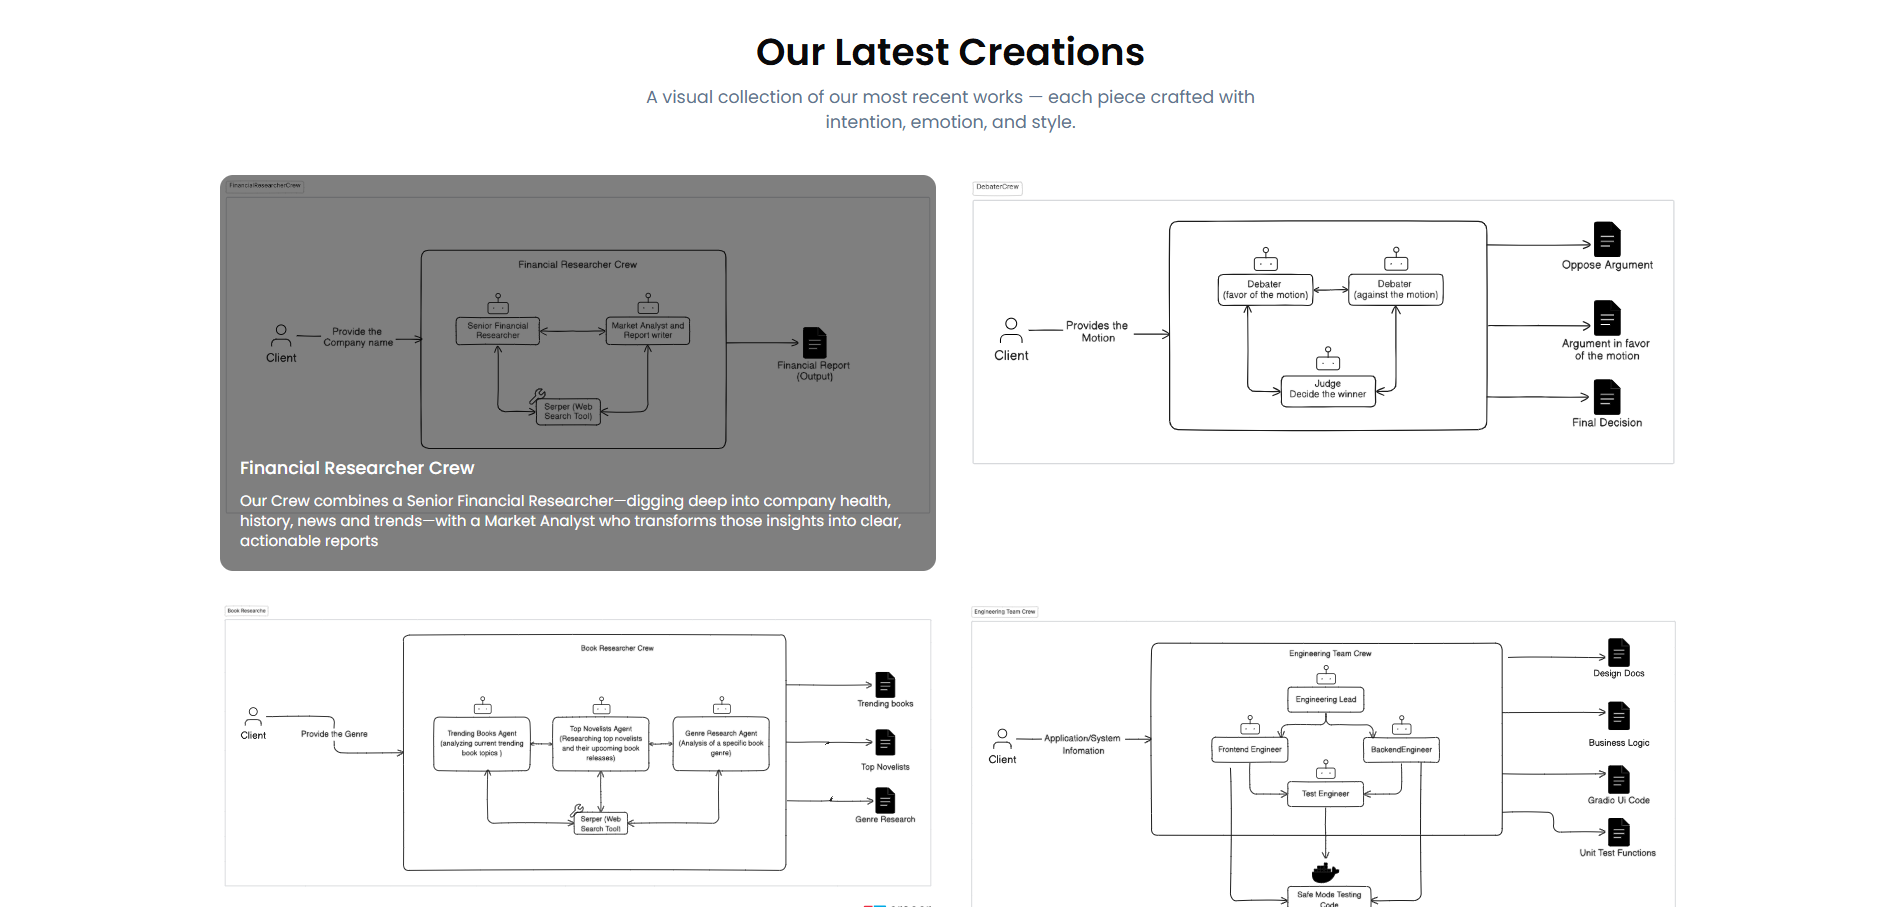 Our Latest Creations
A visual collection of our most recent works — each piece crafted with
intention, emotion, and style.
FinancialResearcherCrew
Financial Researcher Crew
Senior Financial
Researcher
Market Analyst and
Report writer
Provide the
Company name
Client
Financial Report
(Output)
Serper (Web
Search Tool)
Financial Researcher Crew
Our Crew combines a Senior Financial Researcher—digging deep into company health,
history, news and trends—with a Market Analyst who transforms those insights into clear,
actionable reports
DebaterCrew
Debater
(favor of the motion)
Debater
(against the motion)
Provides the
Motion
Client
Judge
Decide the winner
Oppose Argument
Argument in favor
of the motion
Final Decision
Book Researche
Book Researcher Crew
Client
Provide the Genre
Trending Books Agent
(analyzing current trending
book topics )
Top Novelists Agent
(Researching top novelists
and their upcoming book
releases)
Genre Research Agent
(Analysis of a specific book
genre)
Serper (Web
Search Tool)
Trending books
Top Novelists
Genre Research
Engineering Team Crew
Engineering Team Crew
Engineering Lead
Frontend Engineer
BackendEngineer
Client
Application/System
Infomation
Test Engineer
Safe Mode Testing
Code
Design Docs
Business Logic
Gradio Ui Code
Unit Test Functions